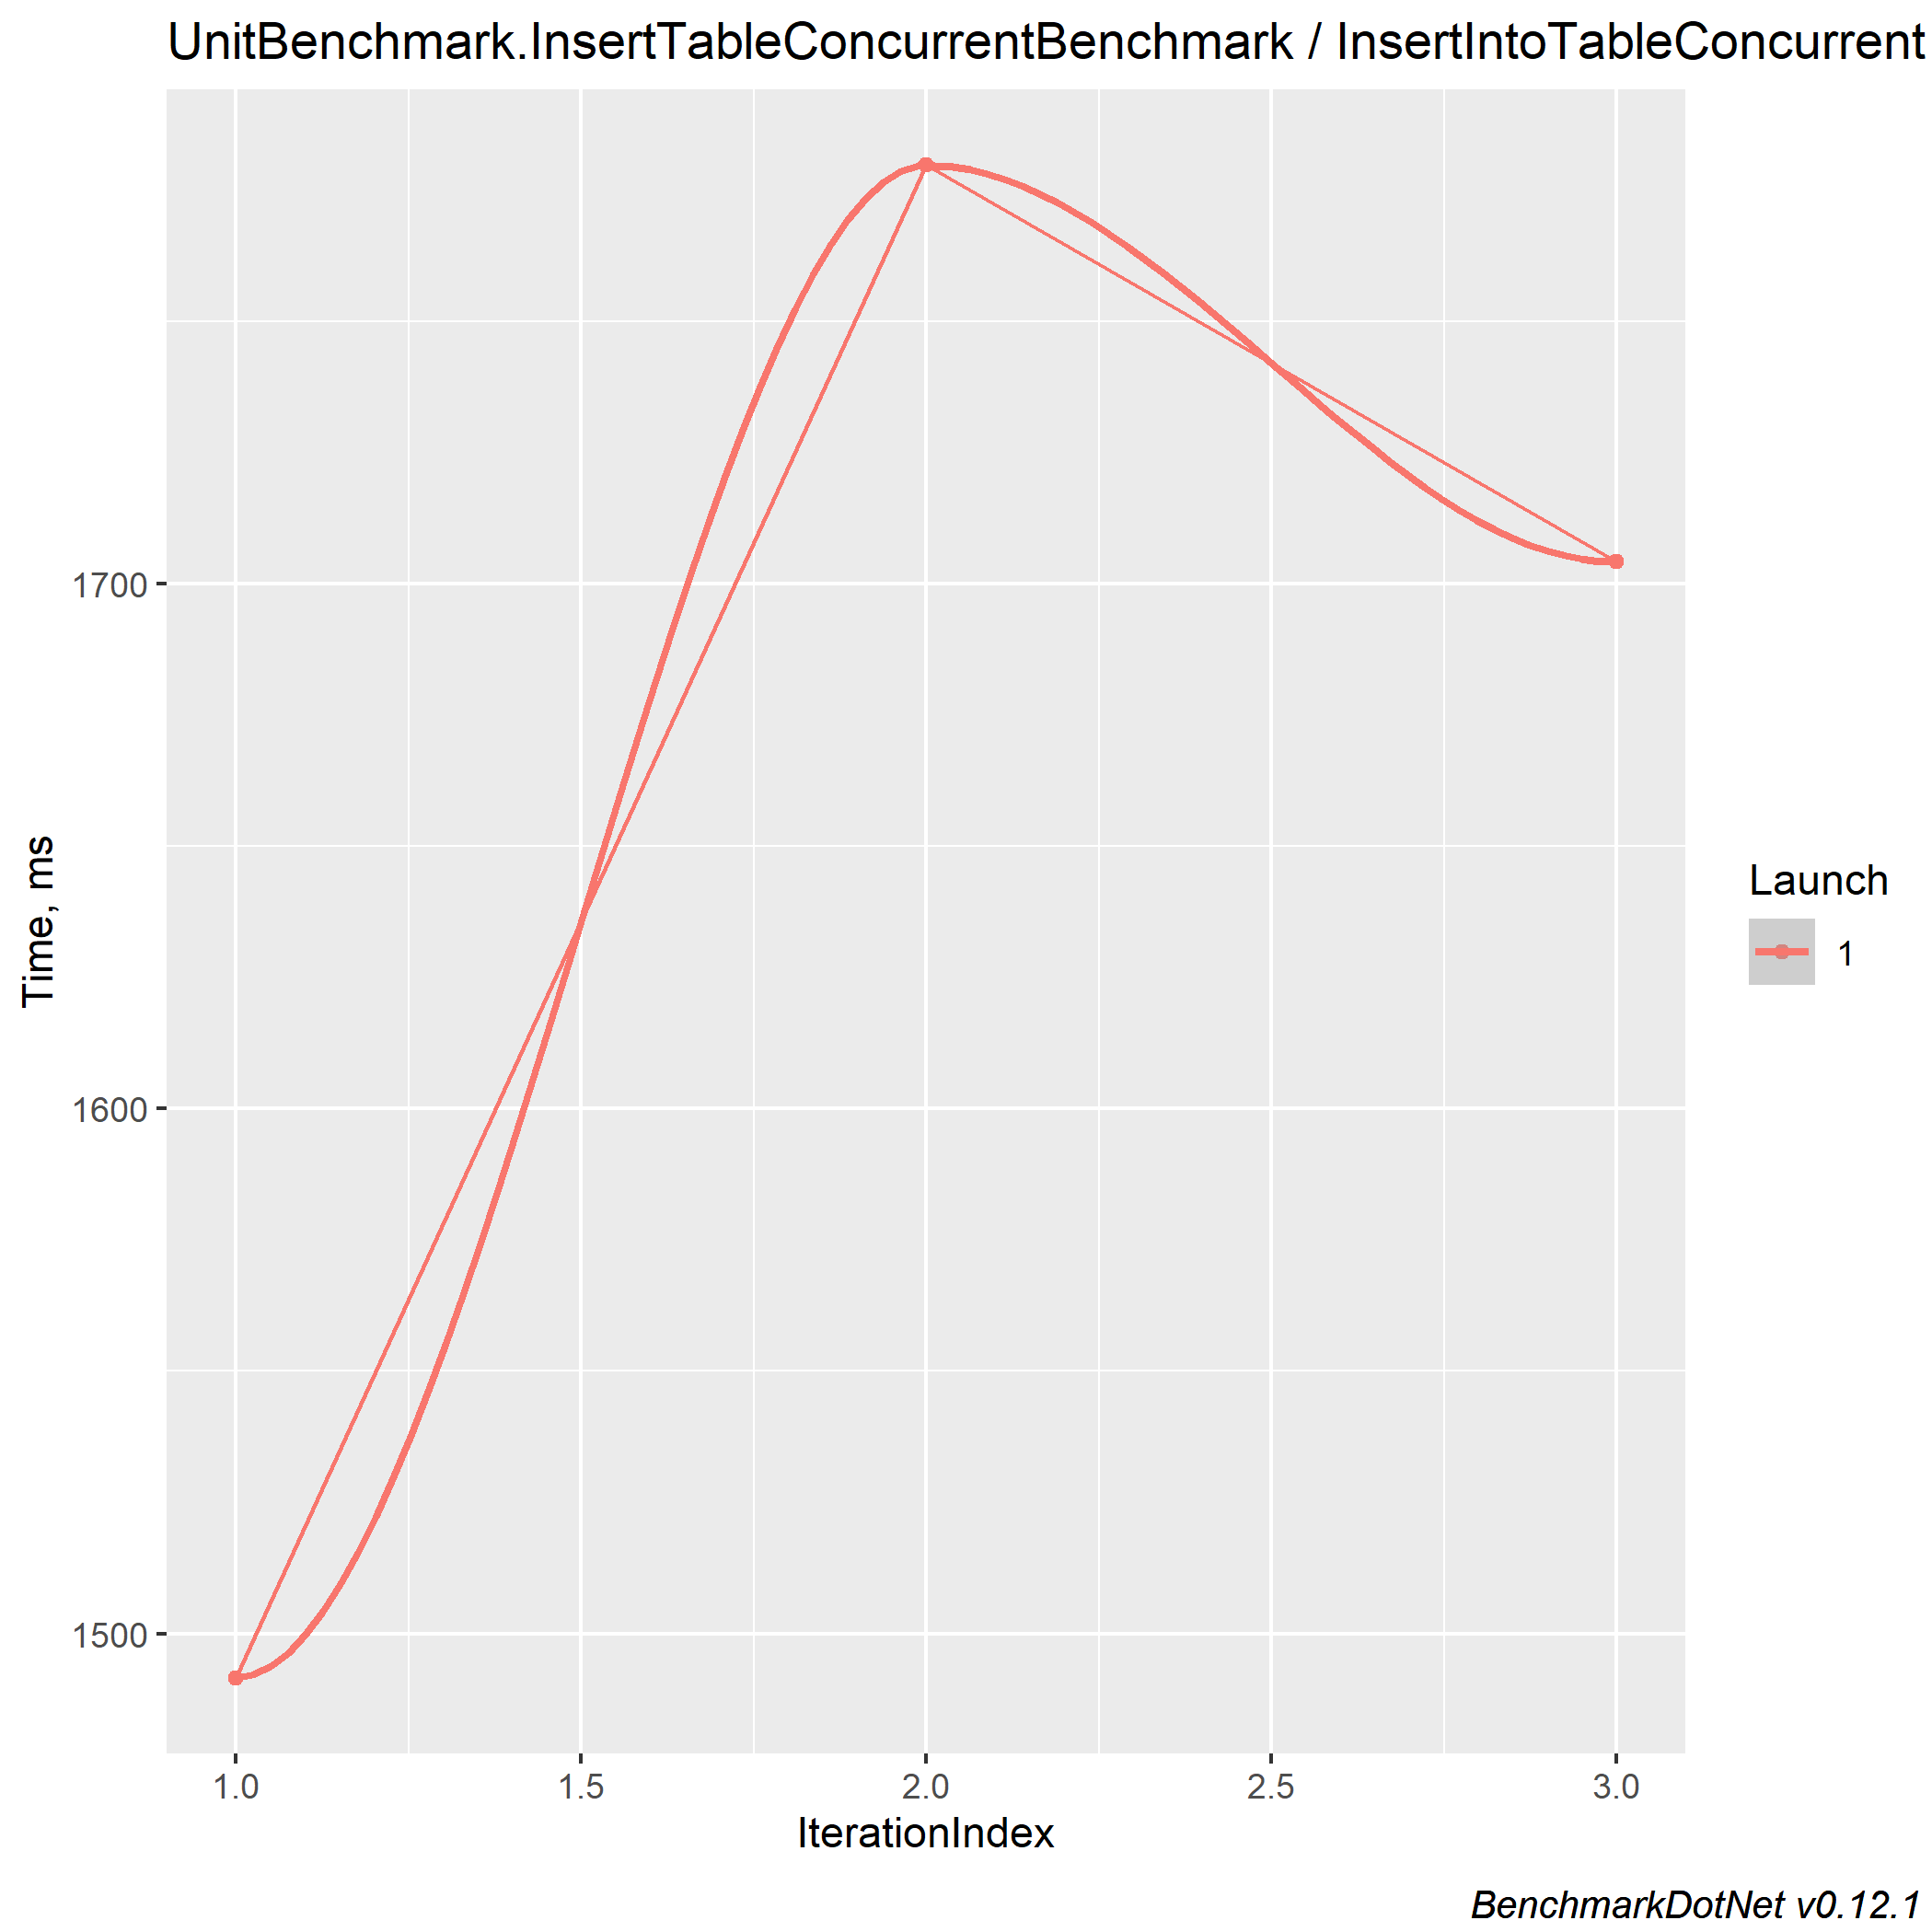 UnitBenchmark.InsertTableConcurrentBenchmark / InsertIntoTableConcurrent
Time, ms
1700
1600
1500
1.0 1.5 2.0 2.5 3.0
IterationIndex
Launch
1
BenchmarkDotNet v0.12.1